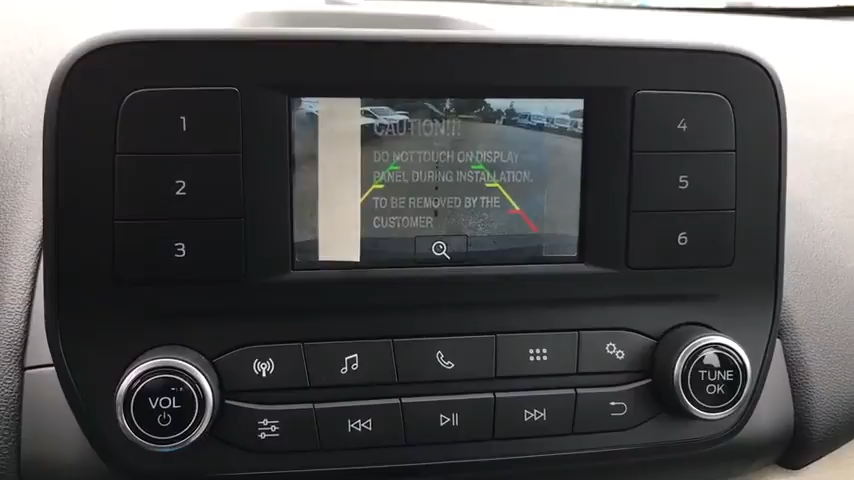 1
2
3
CAUTION!!!
DO NOT TOUCH ON DISPLAY
PANEL DURING INSTALLATION.
TO BE REMOVED BY THE
CUSTOMER
4
5
6
VOL
TUNE
OK